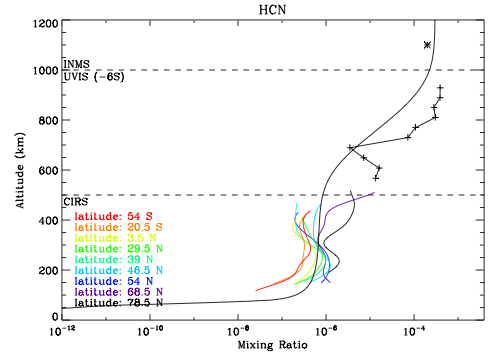 HCN
1200
1000
800
600
400
200
0
Altitude (km)
INMS
UVIS (-6S)
CIRS
latitude: 54 S
latitude: 20.5 S
latitude: 3.5 N
latitude: 29.5 N
latitude: 39 N
latitude: 46.5 N
latitude: 54 N
latitude: 68.5 N
latitude: 78.5 N
10⁻¹² 10⁻¹⁰ 10⁻⁸ 10⁻⁶ 10⁻⁴
Mixing Ratio